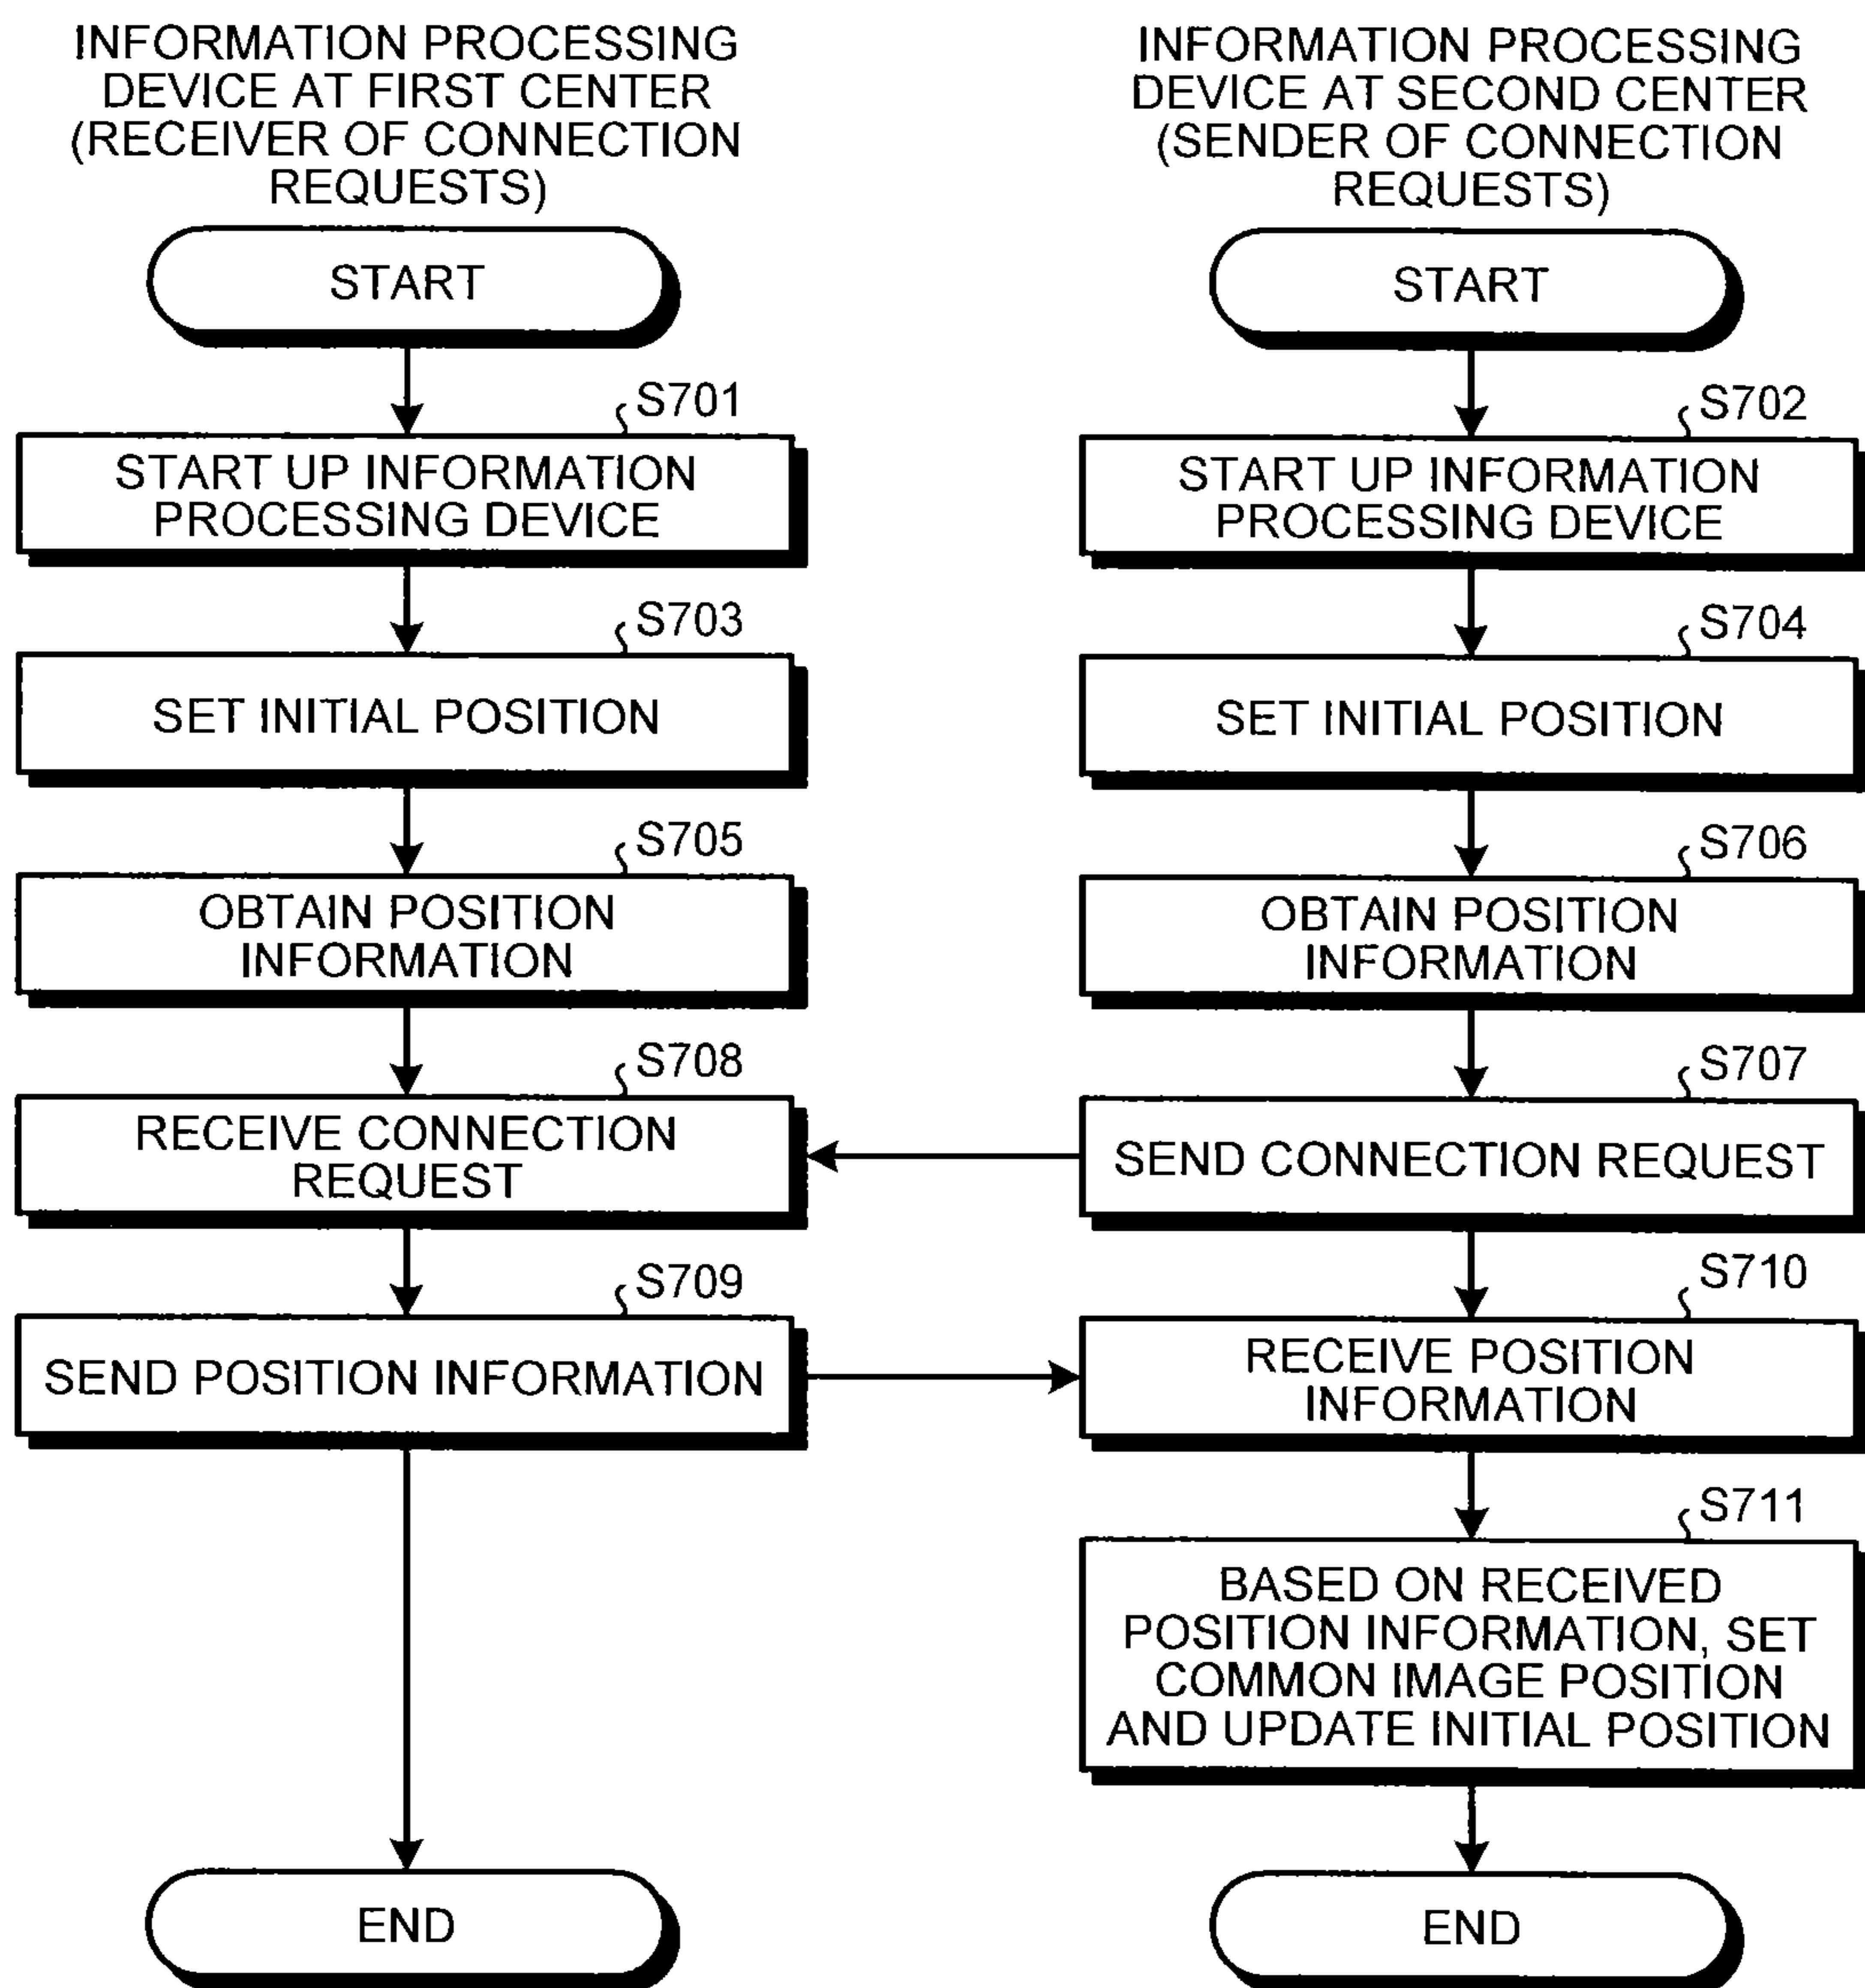 INFORMATION PROCESSING
DEVICE AT FIRST CENTER
(RECEIVER OF CONNECTION
REQUESTS)
START
S701
START UP INFORMATION
PROCESSING DEVICE
S703
SET INITIAL POSITION
S705
OBTAIN POSITION
INFORMATION
S708
RECEIVE CONNECTION
REQUEST
S709
SEND POSITION INFORMATION
END
INFORMATION PROCESSING
DEVICE AT SECOND CENTER
(SENDER OF CONNECTION
REQUESTS)
START
S702
START UP INFORMATION
PROCESSING DEVICE
S704
SET INITIAL POSITION
S706
OBTAIN POSITION
INFORMATION
S707
SEND CONNECTION REQUEST
S710
RECEIVE POSITION
INFORMATION
S711
BASED ON RECEIVED
POSITION INFORMATION, SET
COMMON IMAGE POSITION
AND UPDATE INITIAL POSITION
END